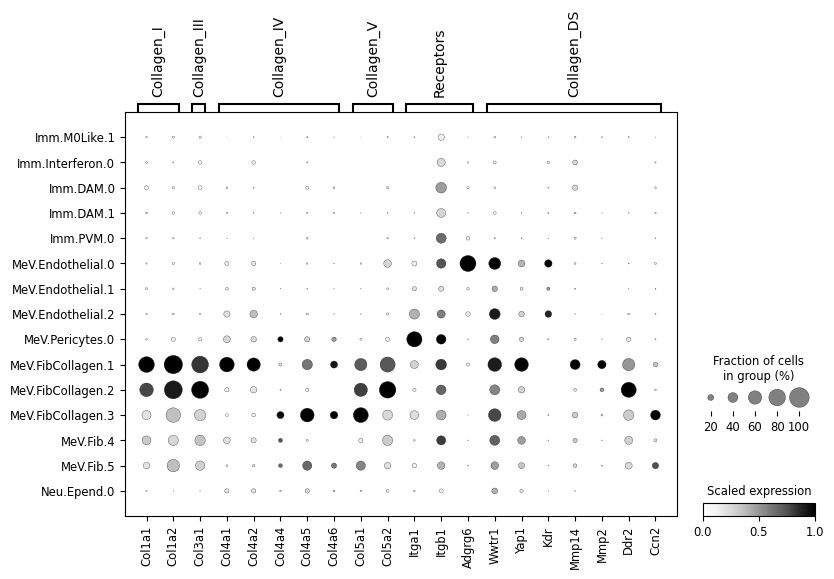 Collagen_I
Collagen_III
Collagen_IV
Collagen_V
Receptors
Collagen_DS
Imm.M0Like.1
Imm.Interferon.0
Imm.DAM.0
Imm.DAM.1
Imm.PVM.0
MeV.Endothelial.0
MeV.Endothelial.1
MeV.Endothelial.2
MeV.Pericytes.0
MeV.FibCollagen.1
MeV.FibCollagen.2
MeV.FibCollagen.3
MeV.Fib.4
MeV.Fib.5
Neu.Epend.0
Col1a1
Col1a2
Col3a1
Col4a1
Col4a2
Col4a4
Col4a5
Col4a6
Col5a1
Col5a2
Itga1
Itgb1
Adgrg6
Wwtr1
Yap1
Kdr
Mmp14
Mmp2
Ddr2
Ccn2
Fraction of cells
in group (%)
20 40 60 80 100
Scaled expression
0.0 0.5 1.0